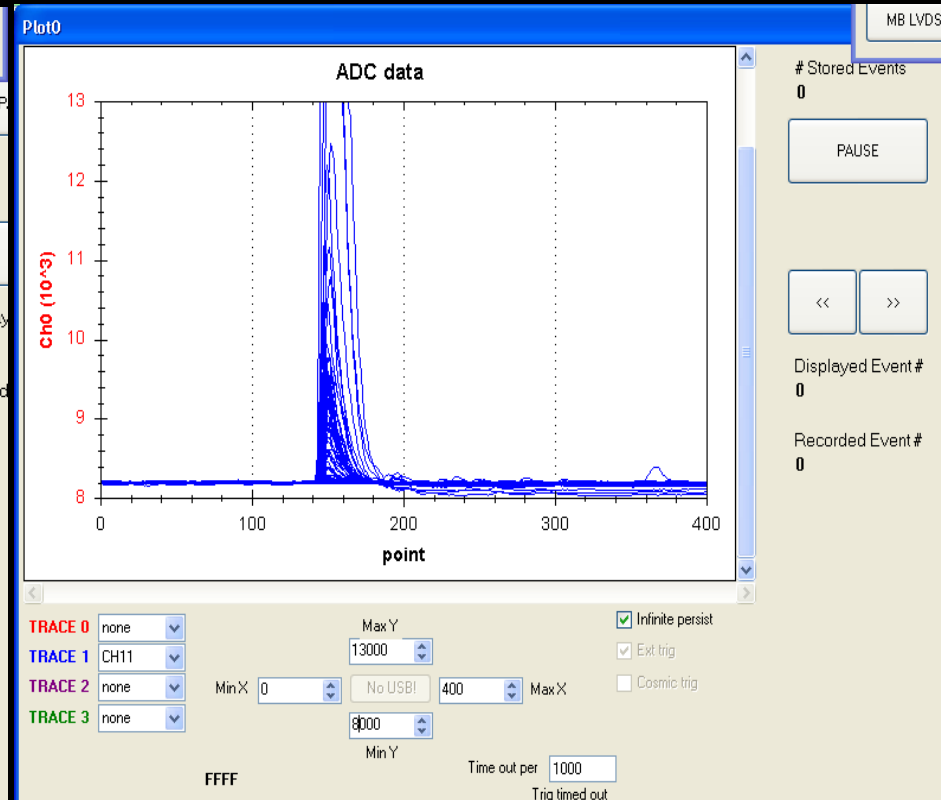 Plot0
MB LVDS
ADC data
# Stored Events
0
PAUSE
<<
>>
Displayed Event #
0
Recorded Event #
0
Ch0 (10^3)
13
12
11
10
9
8
0
100
200
300
400
point
TRACE 0 none
TRACE 1 CH11
TRACE 2 none
TRACE 3 none
Max Y
13000
Min X 0
No USB!
400 Max X
8000
Min Y
Infinite persist
Ext trig
Cosmic trig
FFFF
Time out per 1000
Trig timed out